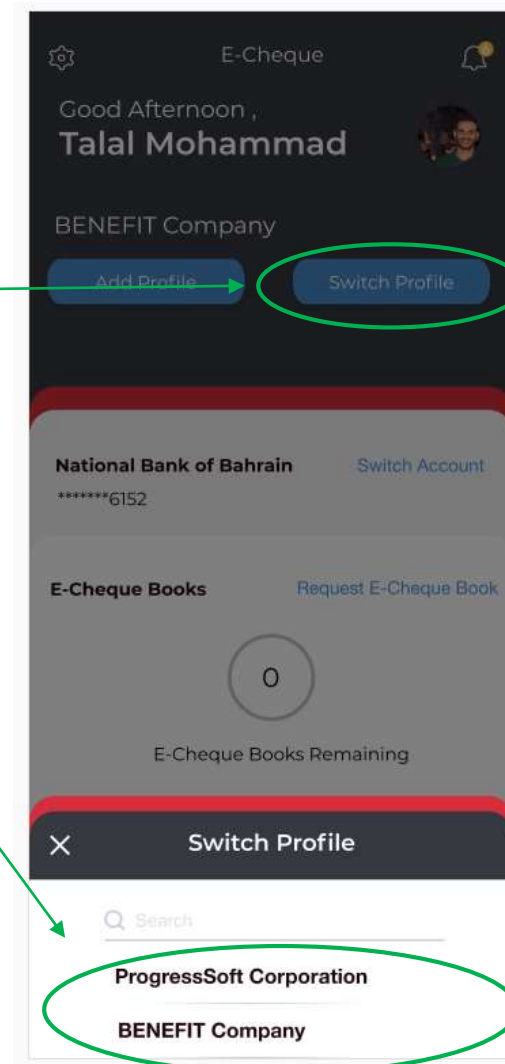 E-Cheque
Good Afternoon ,
Talal Mohammad
BENEFIT Company
Add Profile Switch Profile
National Bank of Bahrain Switch Account
*******6152
E-Cheque Books Request E-Cheque Book
0
E-Cheque Books Remaining
Switch Profile
Search
ProgressSoft Corporation
BENEFIT Company